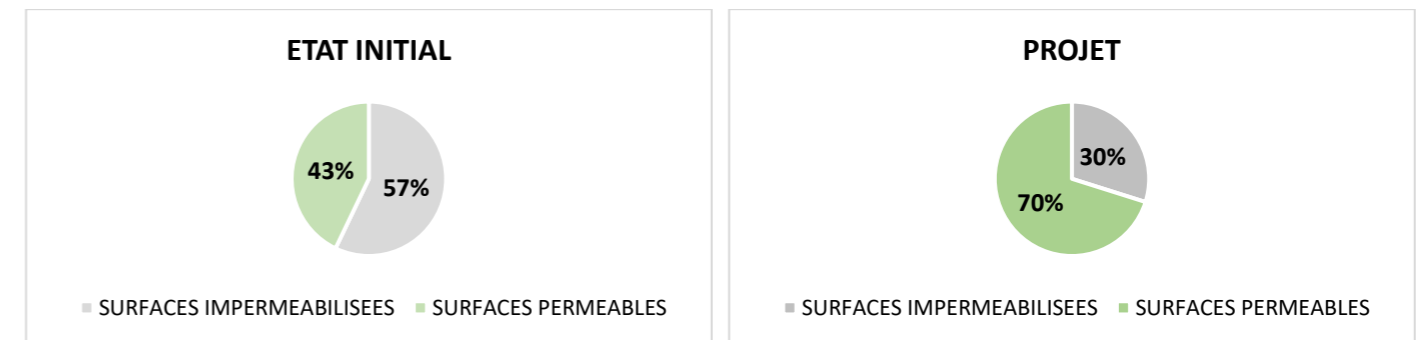 ETAT INITIAL
43%
57%
SURFACES IMPERMEABILISEES
SURFACES PERMEABLES
PROJET
30%
70%
SURFACES IMPERMEABILISEES
SURFACES PERMEABLES